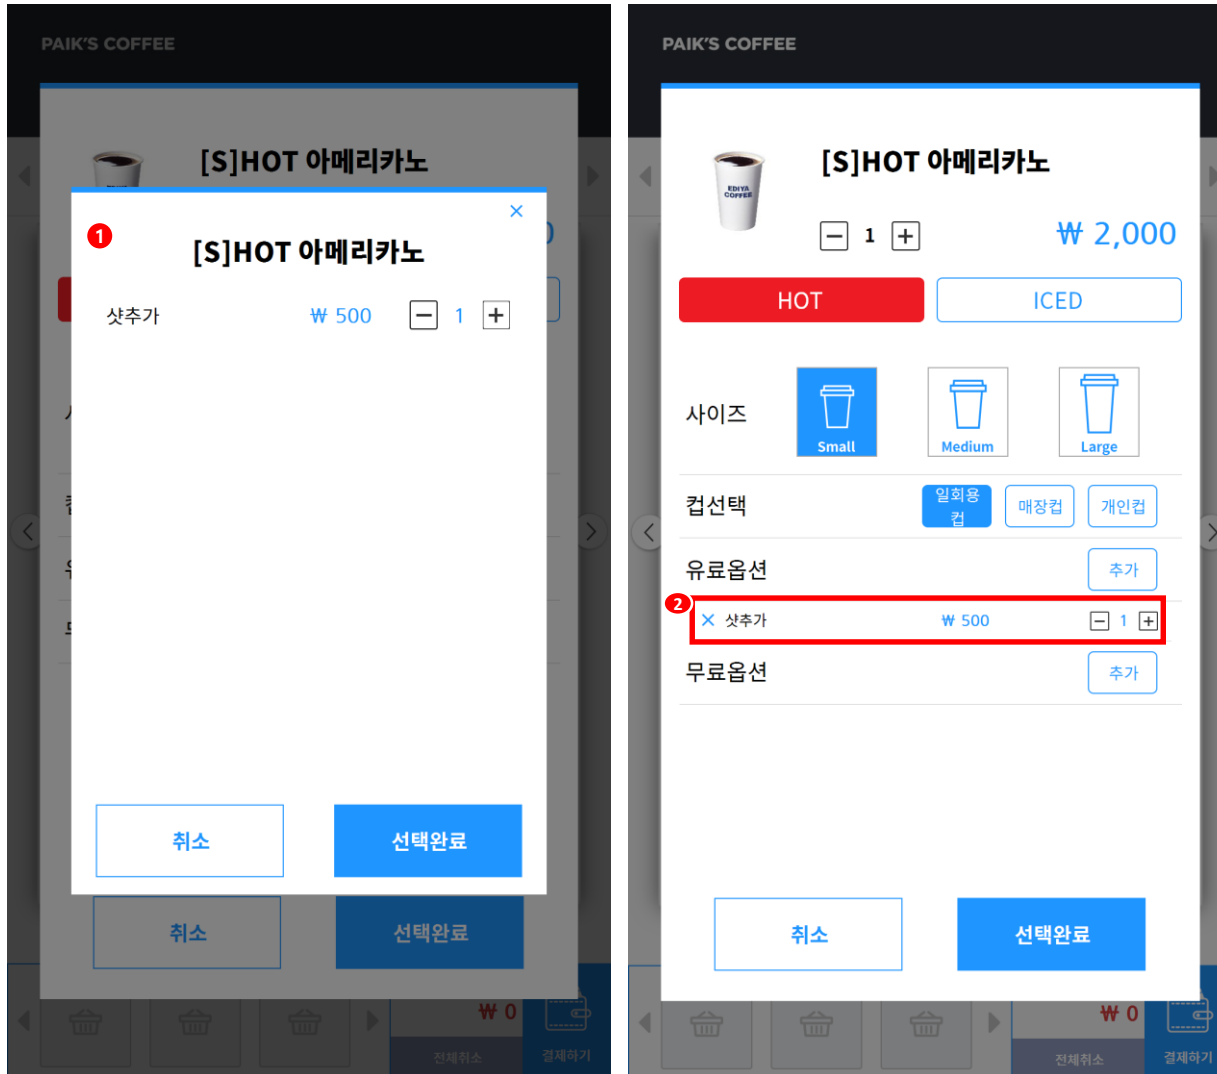 PAIK'S COFFEE
[S]HOT 아메리카노
1
[S]HOT 아메리카노
샷추가 ₩ 500 1
취소 선택완료
취소 선택완료
₩ 0
전체취소 결제하기
PAIK'S COFFEE
[S]HOT 아메리카노
EDIYA
COFFEE
1 ₩ 2,000
HOT ICED
사이즈 Small Medium Large
컵선택 일회용
컵 매장컵 개인컵
유료옵션 추가
2
샷추가 ₩ 500 1
무료옵션 추가
취소 선택완료
₩ 0
전체취소 결제하기